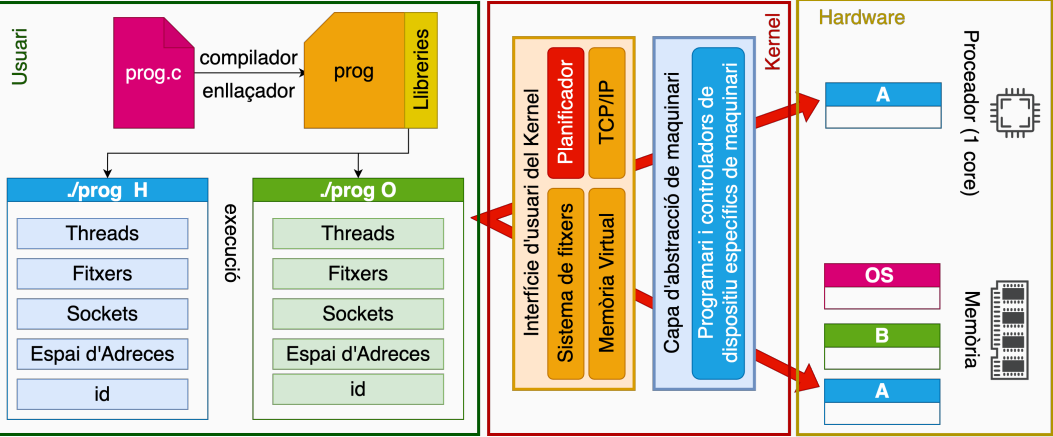 Usuari
prog.c
compilador
enllaçador
prog
Llibreries
./prog H
Threads
Fitxers
Sockets
Espai d'Adreces
id
execució
./prog O
Threads
Fitxers
Sockets
Espai d'Adreces
id
Kernel
Interfície d'usuari del Kernel
Planificador
TCP/IP
Sistema de fitxers
Memòria Virtual
Capa d'abstracció de maquinari
Programari i controladors de
dispositiu específics de maquinari
Hardware
A
Proceador (1 core)
OS
B
A
Memòria